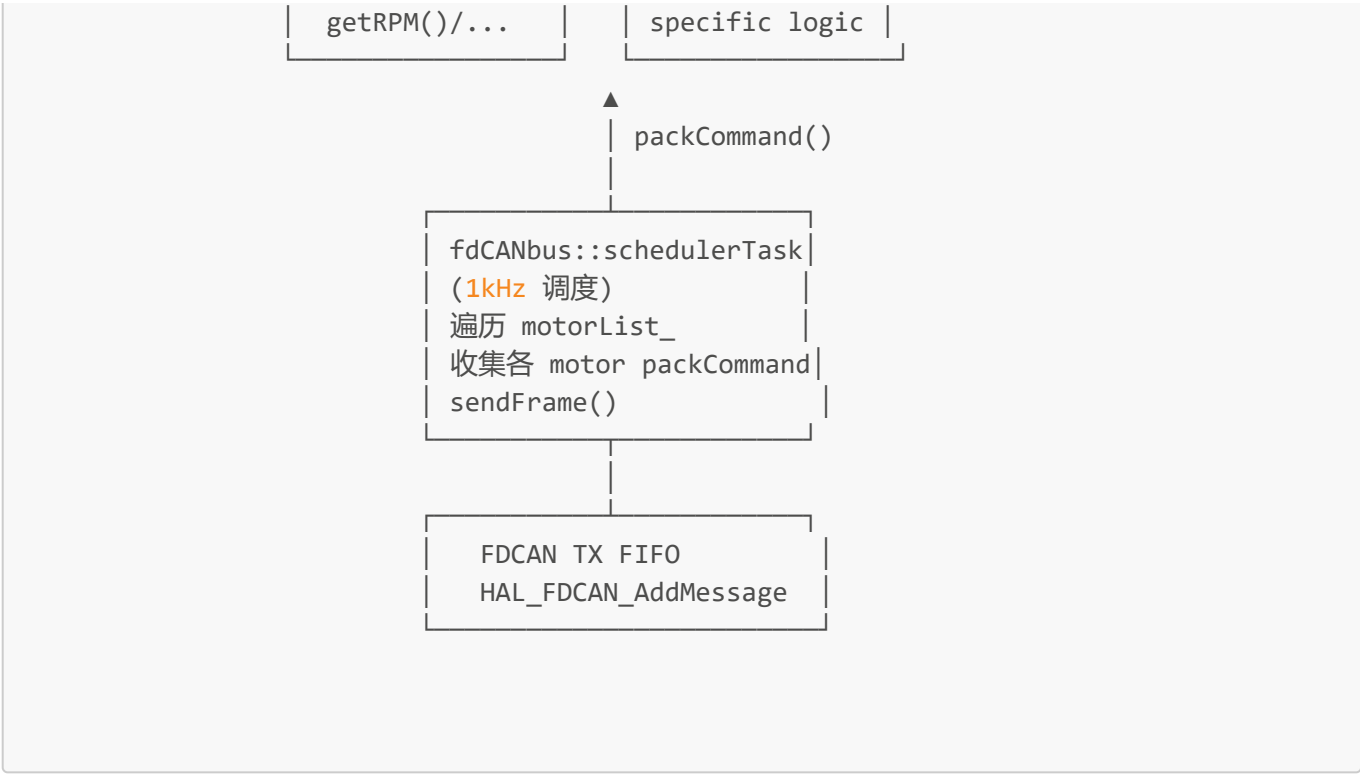 getRPM()/... specific logic
packCommand()
fdCANbus::schedulerTask
(1kHz 调度)
遍历 motorList_
收集各 motor packCommand
sendFrame()
FDCAN TX FIFO
HAL_FDCAN_AddMessage